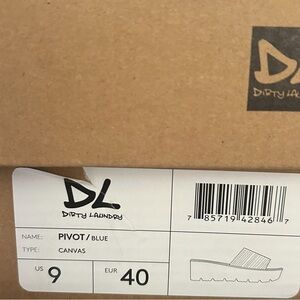 DL
DIRTY LA
DL
DIRTY LAUNDRY
NAME: PIVOT/BLUE
TYPE: CANVAS
US 9 EUR 40
7 85719 42846 7